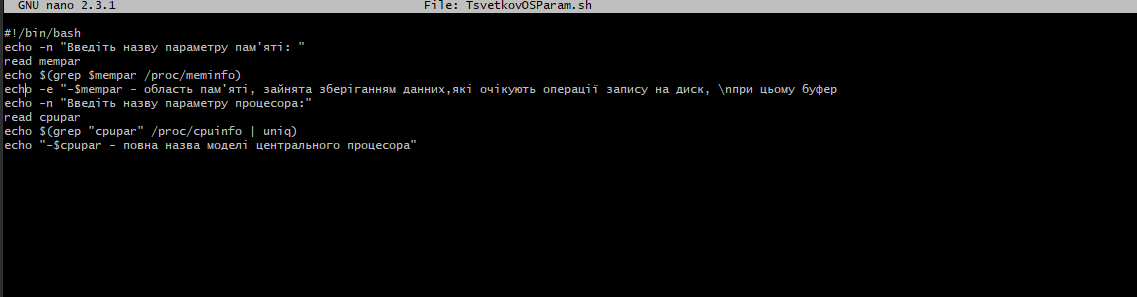 GNU nano 2.3.1 File: TsvetkovOSParam.sh
#!/bin/bash
echo -n "Введіть назву параметру пам'яті: "
read mempar
echo $(grep $mempar /proc/meminfo)
echo -e "-$mempar - область пам'яті, зайнята зберіганням данних,які очікують операції запису на диск, \nпри цьому буфер
echo -n "Введіть назву параметру процесора:"
read cpupar
echo $(grep "cpupar" /proc/cpuinfo | uniq)
echo "-$cpupar - повна назва моделі центрального процесора"